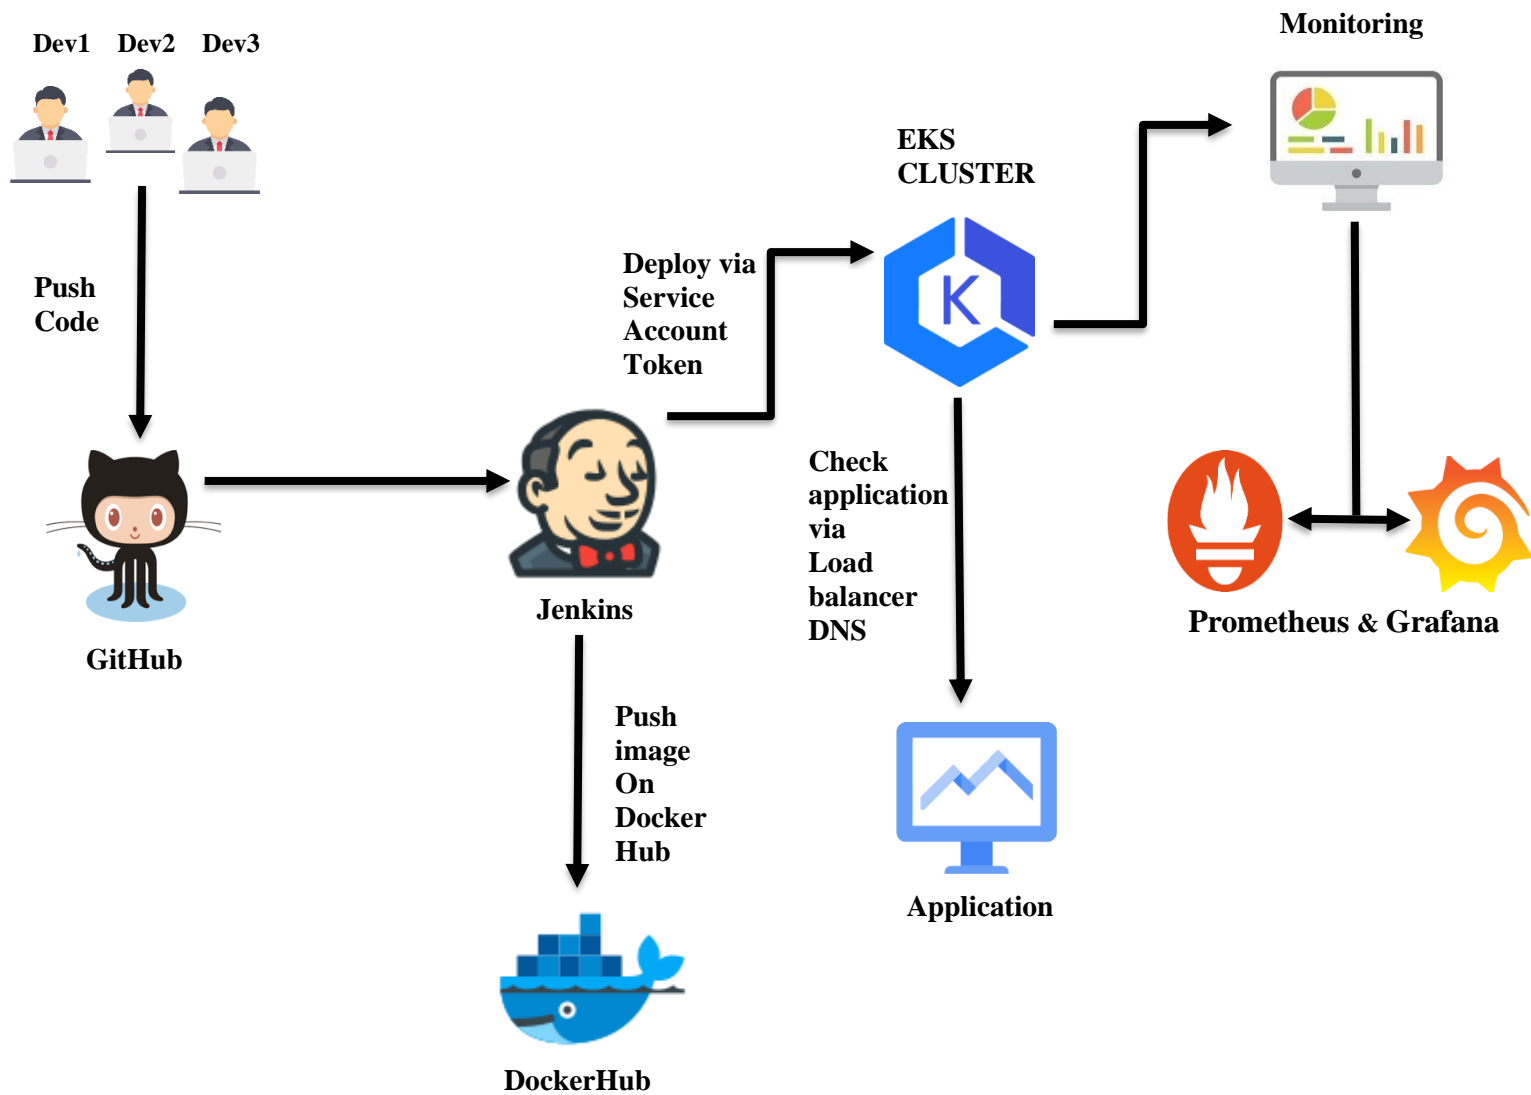 Dev1 Dev2 Dev3
Monitoring
EKS
CLUSTER
Push
Code
Deploy via
Service
Account
Token
K
Check
application
via
Load
balancer
DNS
Jenkins
Prometheus & Grafana
GitHub
Push
image
On
Docker
Hub
Application
DockerHub